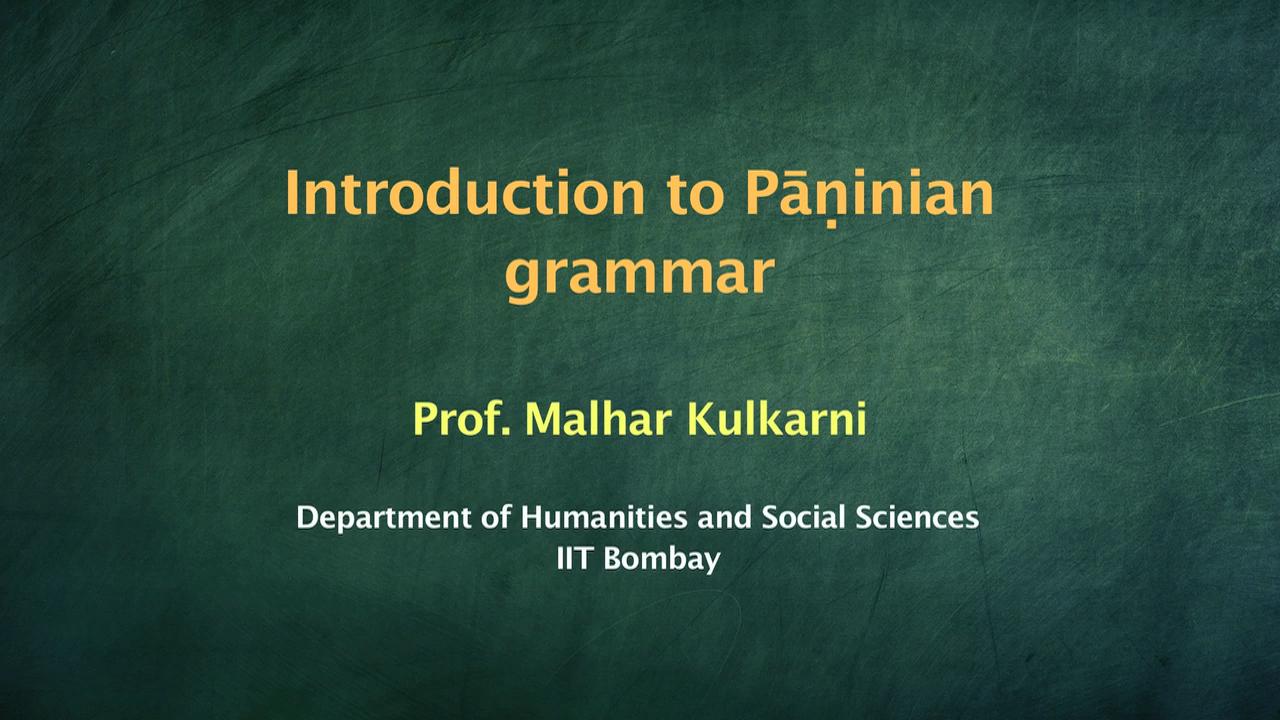 Introduction to Pāṇinian
grammar
Prof. Malhar Kulkarni
Department of Humanities and Social Sciences
IIT Bombay